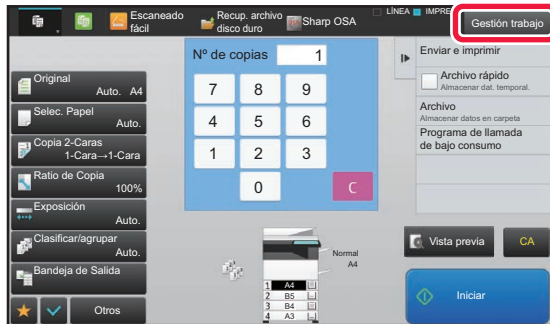 Escaneado
fácil
Recup. archivo
disco duro
Sharp OSA
LÍNEA
IMPRE
Gestión trabajo
Original
Auto. A4
Selec. Papel
Auto.
Copia 2-Caras
1-Cara→1-Cara
Ratio de Copia
100%
Exposición
Auto.
Clasificar/agrupar
Auto.
Bandeja de Salida
Otros
Nº de copias
1
7 8 9
4 5 6
1 2 3
0 C
Normal
A4
1 A4
2 B5
3 B4
4 A3
Enviar e imprimir
Archivo rápido
Almacenar dat. temporal.
Archivo
Almacenar datos en carpeta
Programa de llamada
de bajo consumo
Vista previa
CA
Iniciar